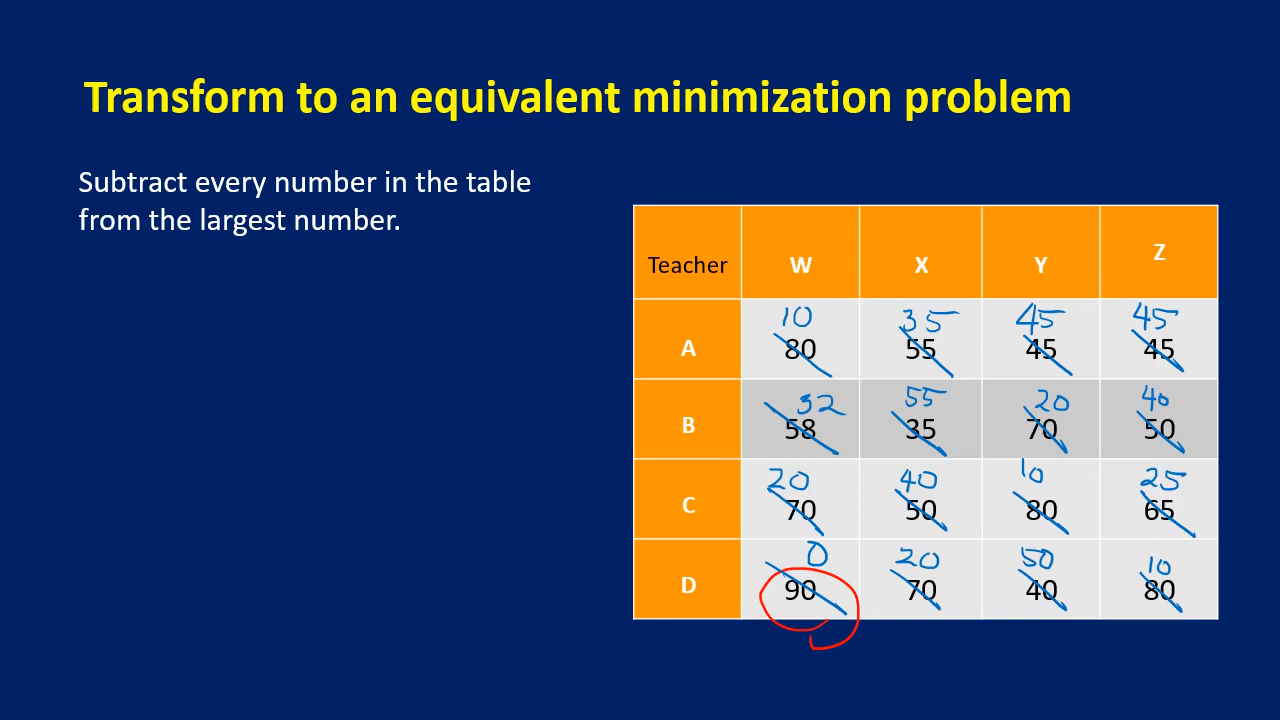 Transform to an equivalent minimization problem
Subtract every number in the table
from the largest number.
Teacher W X Y Z
10 35 45 45
A 80 55 45 45
32 55 20 40
B 58 35 70 50
20 40 10 25
C 70 50 80 65
0 20 50 10
D 90 70 40 80